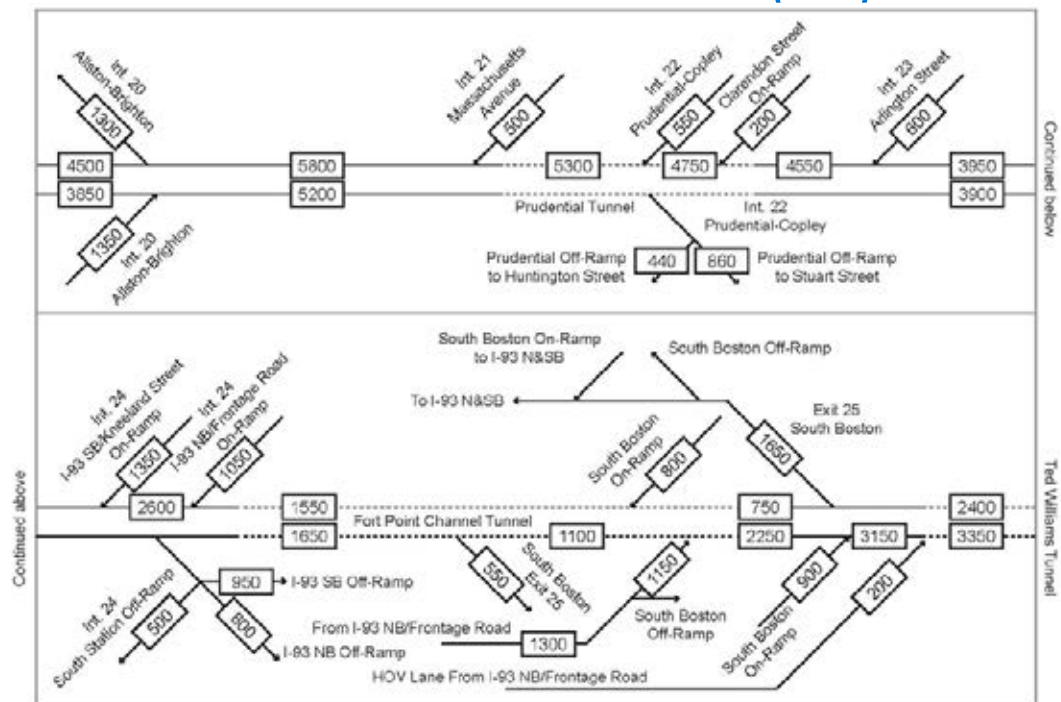 Int. 20
Allston-Brighton
1300
Int. 21
Massachusetts
Avenue
500
Int. 22
Prudential-Copley
550
Clarendon Street
On-Ramp
200
Int. 23
Arlington Street
600
4500
5800
5300
4750
4550
3950
3850
5200
3900
Continued below
1350
Int. 20
Allston-Brighton
Prudential Tunnel
Int. 22
Prudential-Copley
Prudential Off-Ramp
to Huntington Street
440
860
Prudential Off-Ramp
to Stuart Street
South Boston On-Ramp
to I-93 N&SB
South Boston Off-Ramp
To I-93 N&SB
Exit 25
South Boston
1650
Int. 24
I-93 SB/Kneeland Street
On-Ramp
1350
Int. 24
I-93 NB/Frontage Road
On-Ramp
1050
South Boston
On-Ramp
800
2600
1550
750
2400
Fort Point Channel Tunnel
1650
1100
2250
3150
3350
Continued above
Ted Williams Tunnel
950
I-93 SB Off-Ramp
Int. 24
South Station Off-Ramp
500
600
I-93 NB Off-Ramp
550
South Boston
Exit 25
1150
South Boston
Off-Ramp
From I-93 NB/Frontage Road
1300
900
South Boston
On-Ramp
200
HOV Lane From I-93 NB/Frontage Road